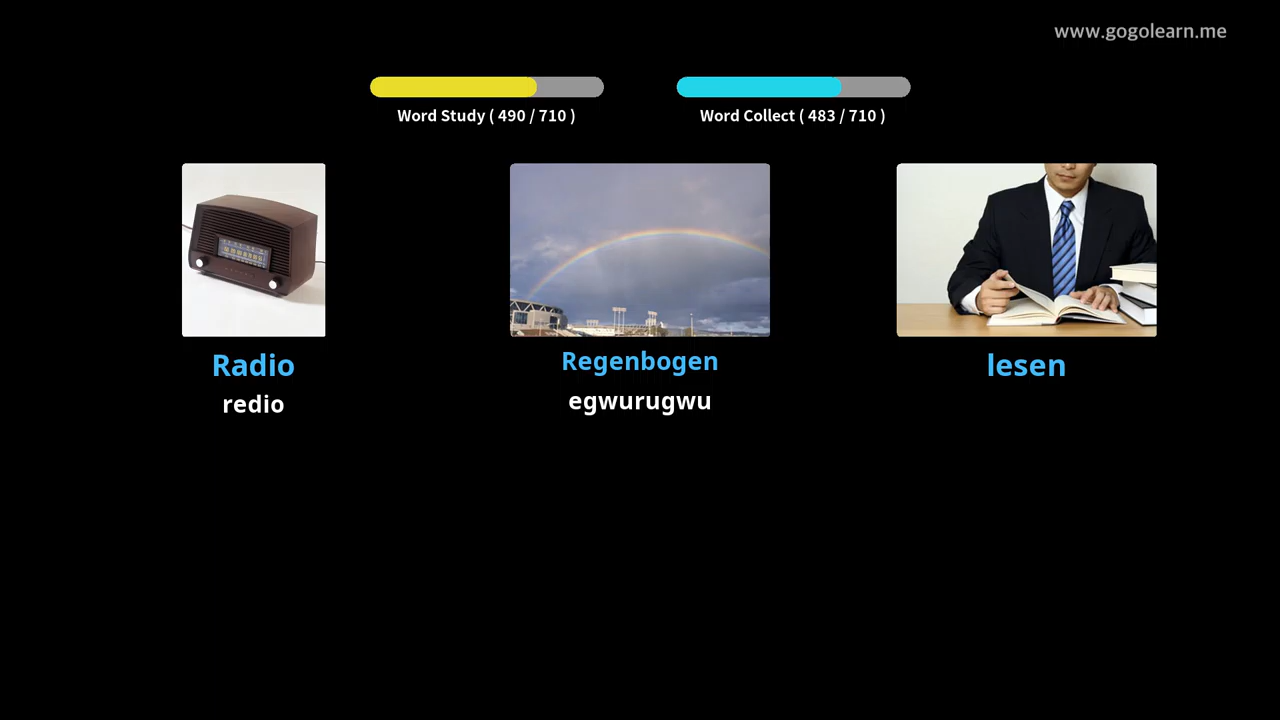 www.gogolearn.me
Word Study ( 490 / 710 )
Word Collect ( 483 / 710 )
Radio
redio
Regenbogen
egwurugwu
lesen